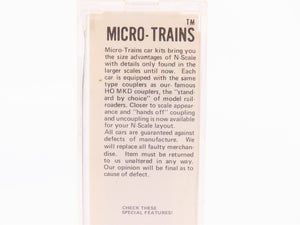 TM
MICRO-TRAINS
Micro-Trains car kits bring you
the size advantages of N-Scale
with details only found in the
larger scales until now. Each
car is equipped with the same
type couplers as our famous
HO-MKD couplers, the "stand-
ard by choice" of model rail-
roaders. Closer to scale appear-
ance and "hands off" coupling
and uncoupling is now available
for your N-Scale layout.
All cars are guaranteed against
defects of manufacture. We
will replace all faulty merchan-
dise. Item must be returned
to us unaltered in any way.
Our opinion will be final as to
cause of defect.
CHECK THESE
SPECIAL FEATURES!